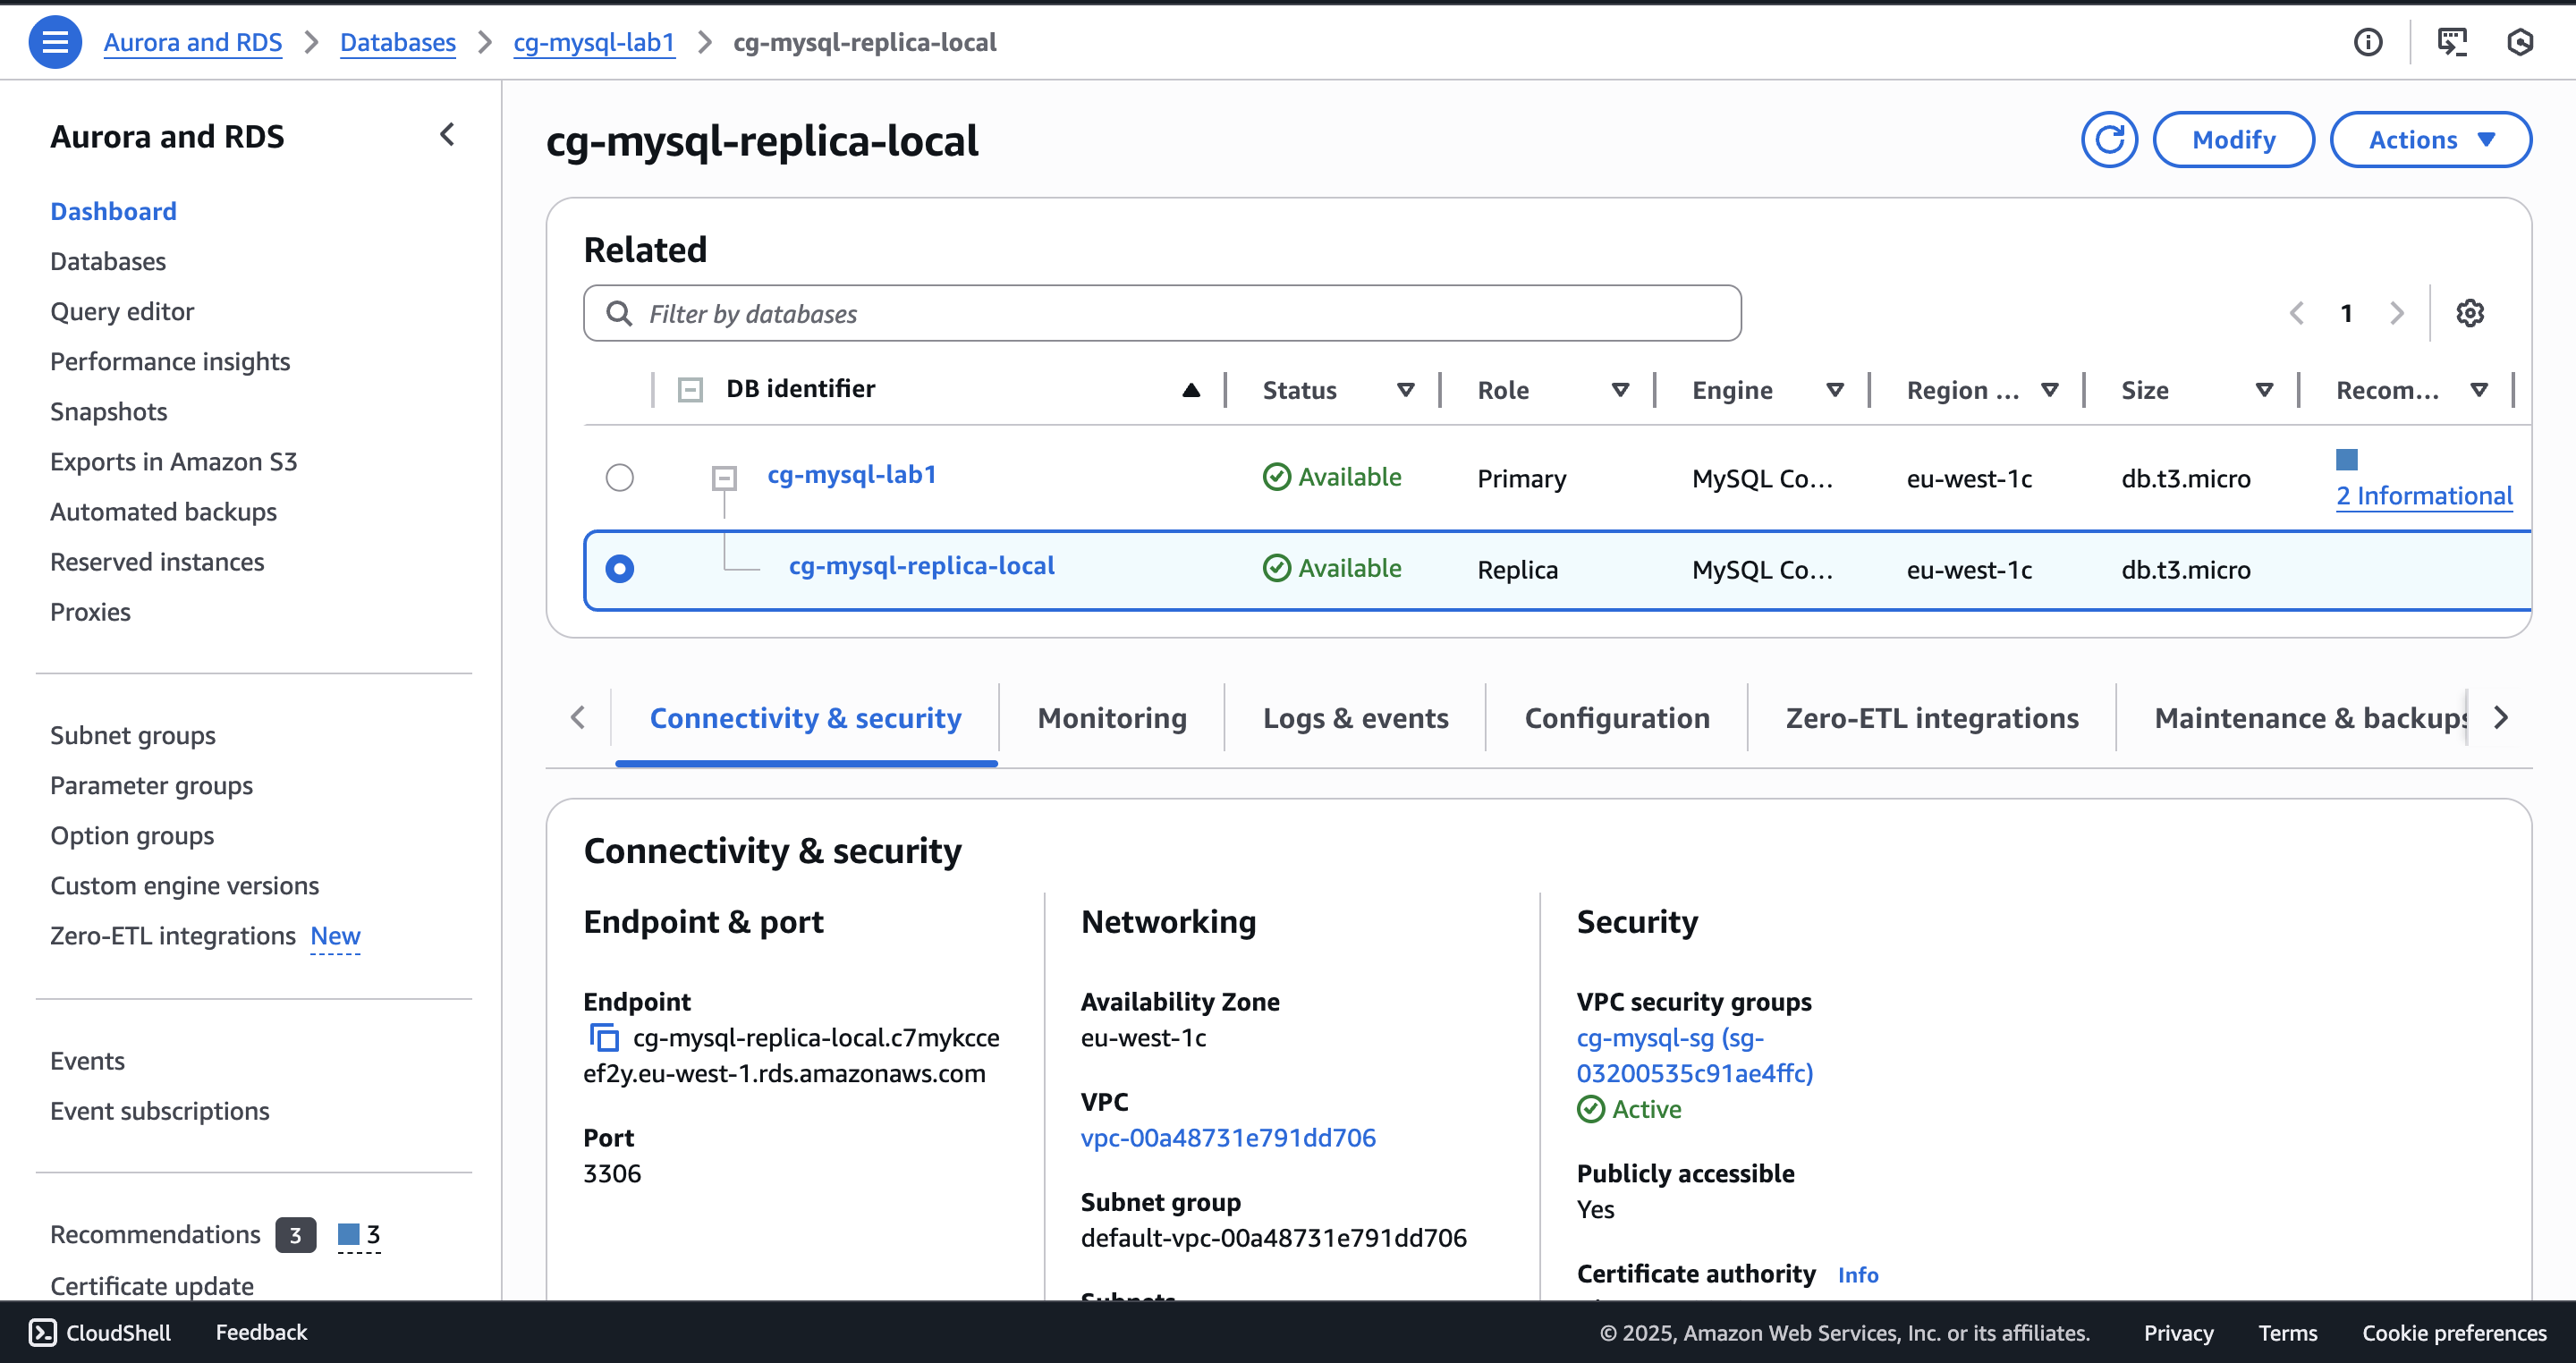 Aurora and RDS > Databases > cg-mysql-lab1 > cg-mysql-replica-local
Aurora and RDS
Dashboard
Databases
Query editor
Performance insights
Snapshots
Exports in Amazon S3
Automated backups
Reserved instances
Proxies
Subnet groups
Parameter groups
Option groups
Custom engine versions
Zero-ETL integrations New
Events
Event subscriptions
Recommendations 3 3
Certificate update
cg-mysql-replica-local
Modify
Actions
Related
Filter by databases
1
DB identifier Status Role Engine Region ... Size Recom...
cg-mysql-lab1 Available Primary MySQL Co... eu-west-1c db.t3.micro 2 Informational
cg-mysql-replica-local Available Replica MySQL Co... eu-west-1c db.t3.micro
Connectivity & security Monitoring Logs & events Configuration Zero-ETL integrations Maintenance & backups
Connectivity & security
Endpoint & port
Endpoint
cg-mysql-replica-local.c7mykcce
ef2y.eu-west-1.rds.amazonaws.com
Port
3306
Networking
Availability Zone
eu-west-1c
VPC
vpc-00a48731e791dd706
Subnet group
default-vpc-00a48731e791dd706
Subnets
Security
VPC security groups
cg-mysql-sg (sg-
03200535c91ae4ffc)
Active
Publicly accessible
Yes
Certificate authority Info
CloudShell Feedback © 2025, Amazon Web Services, Inc. or its affiliates. Privacy Terms Cookie preferences